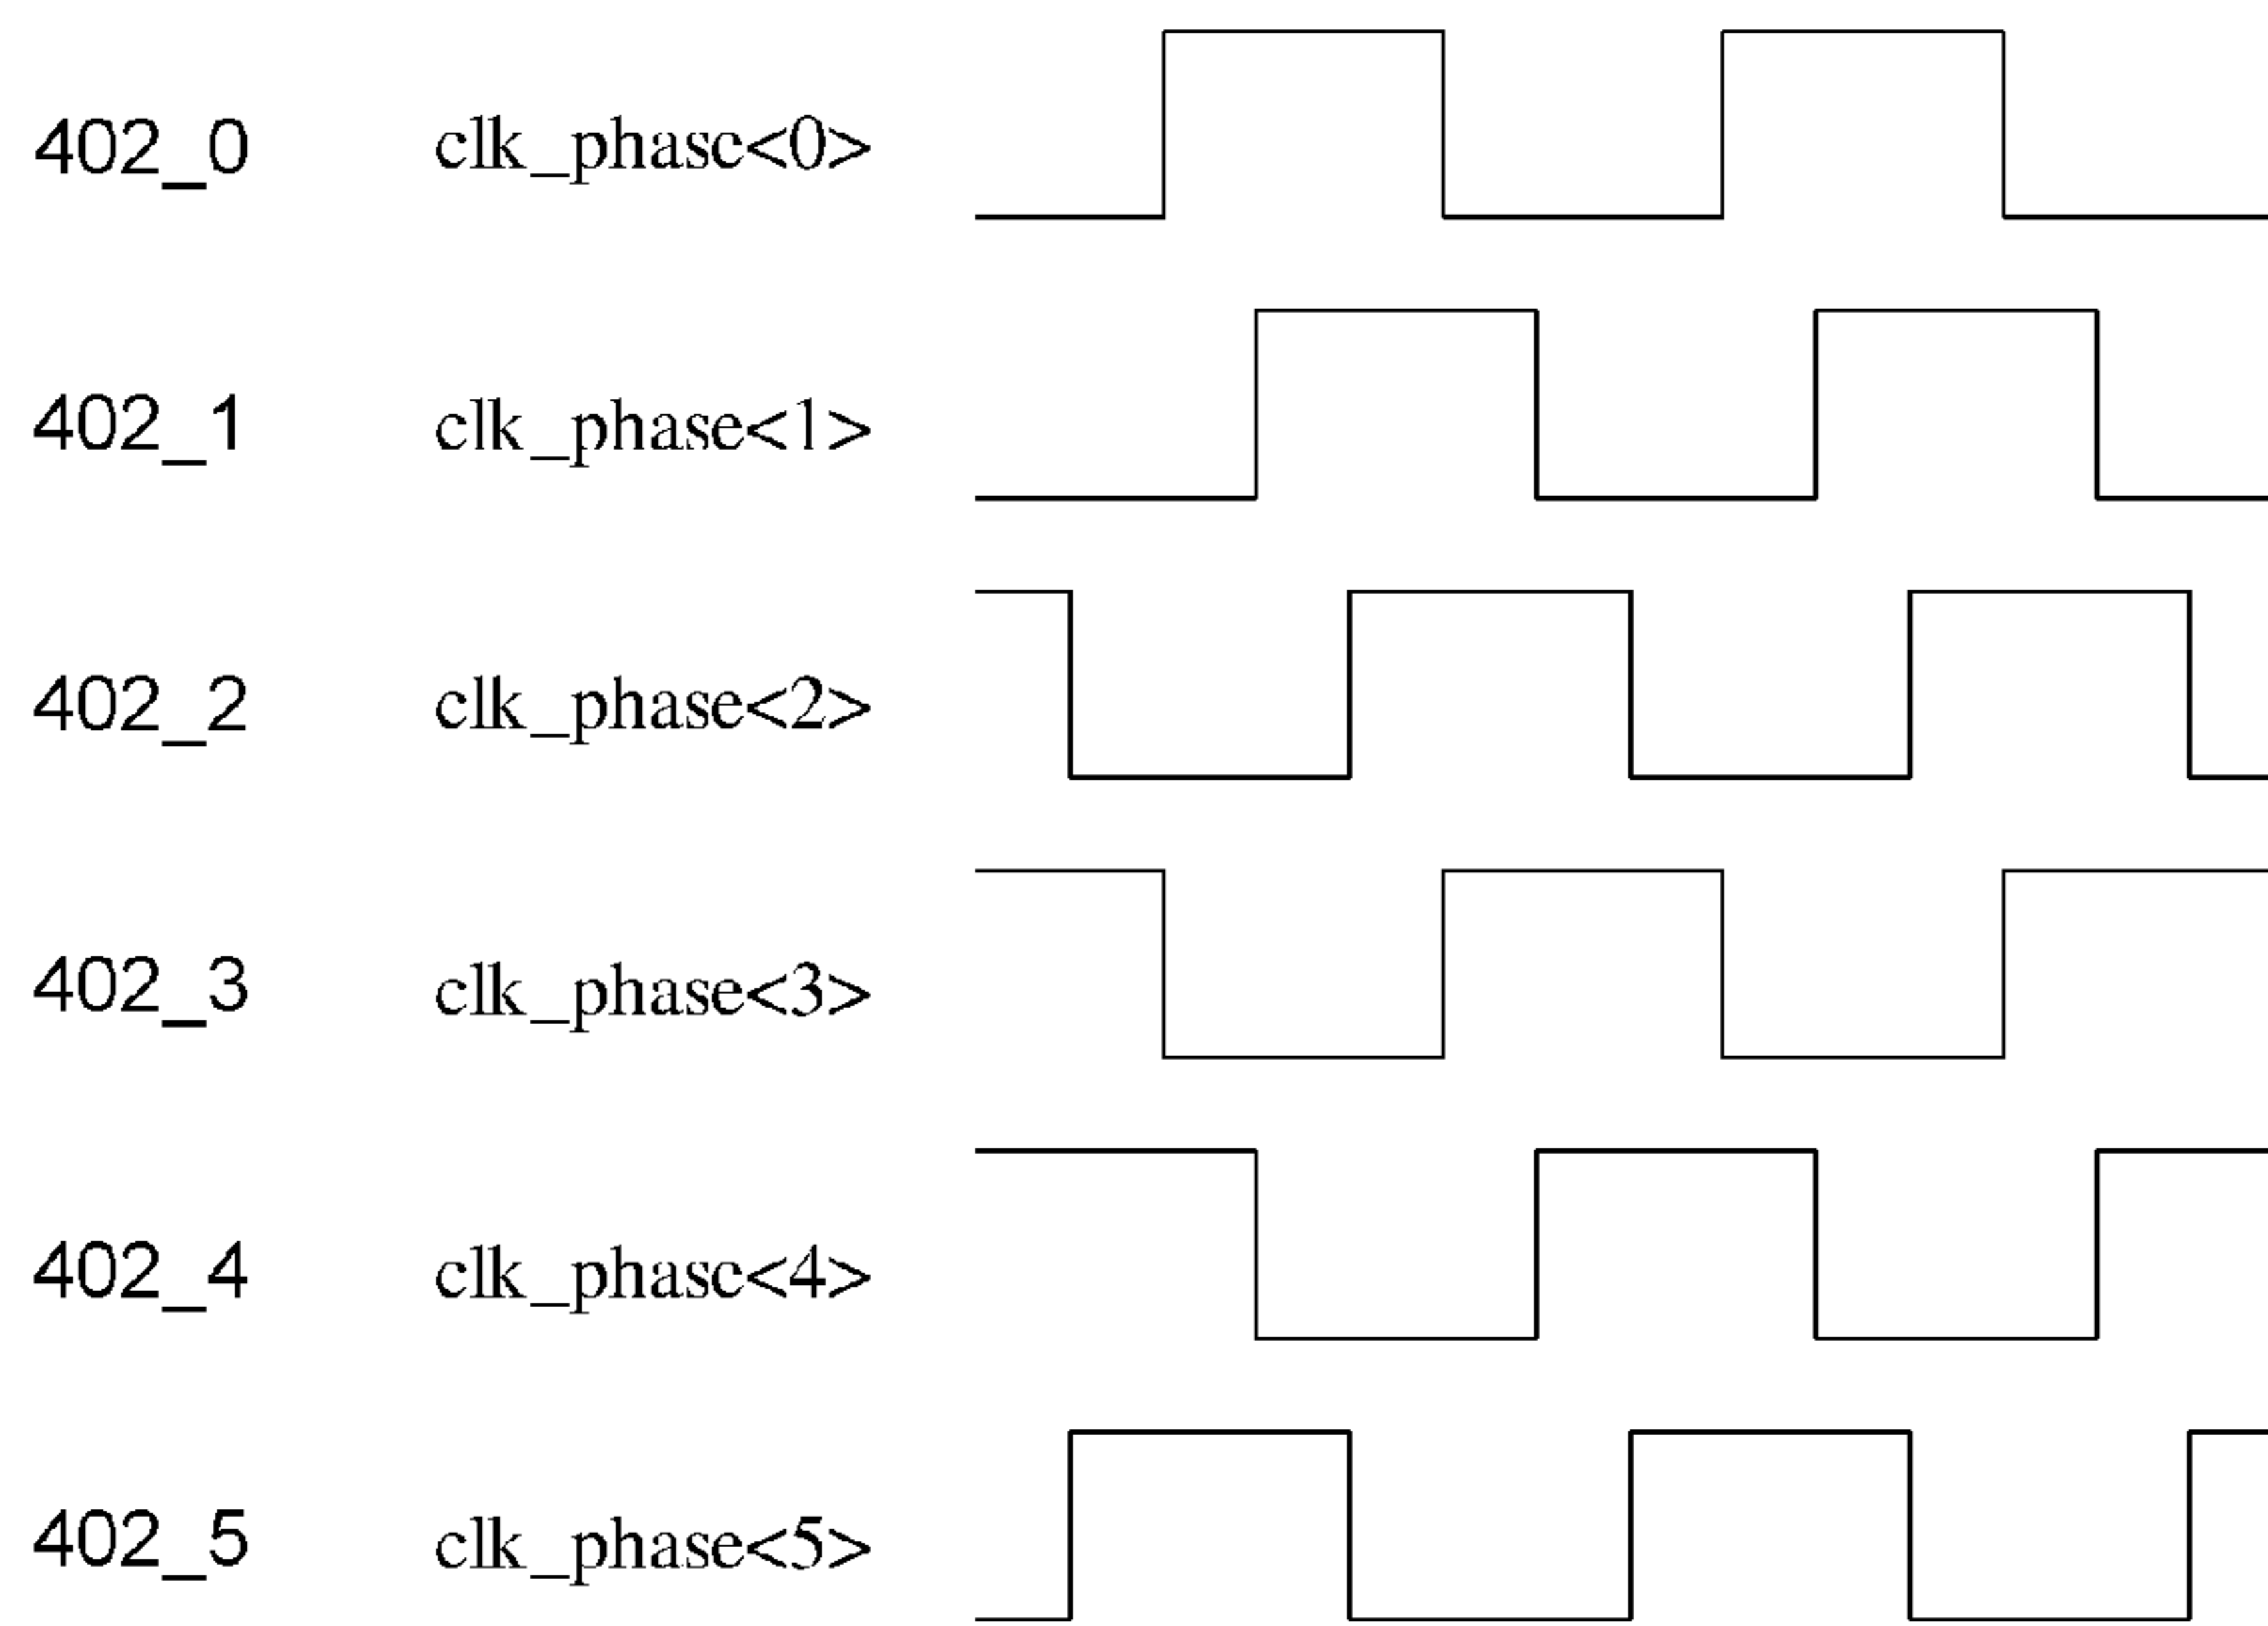 402_0 clk_phase<0>
402_1 clk_phase<1>
402_2 clk_phase<2>
402_3 clk_phase<3>
402_4 clk_phase<4>
402_5 clk_phase<5>